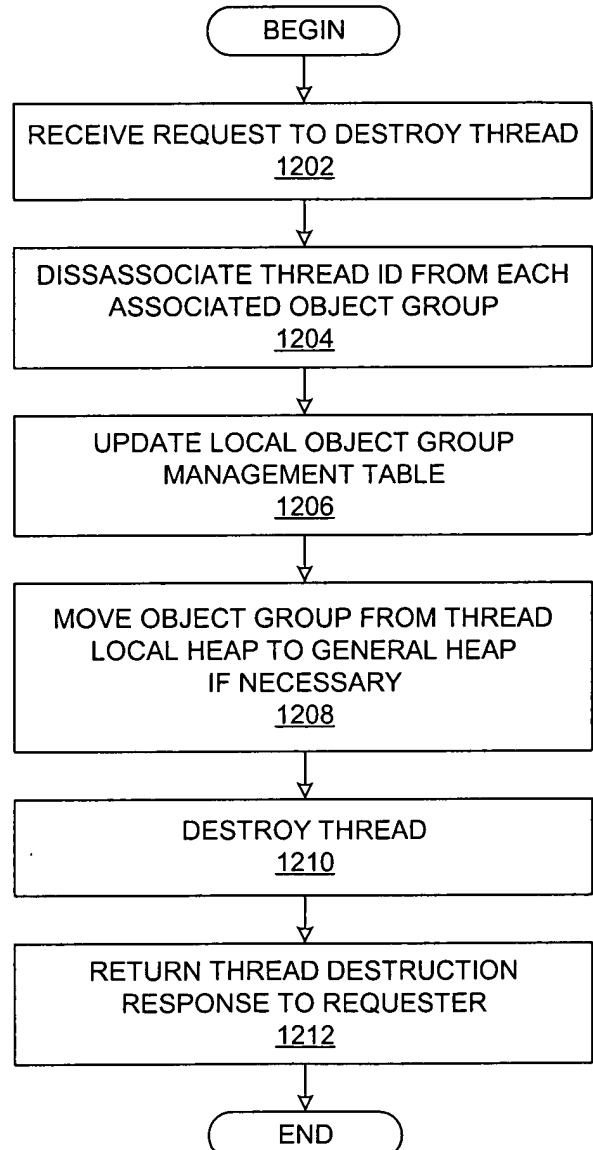 BEGIN
RECEIVE REQUEST TO DESTROY THREAD
1202
DISSASSOCIATE THREAD ID FROM EACH
ASSOCIATED OBJECT GROUP
1204
UPDATE LOCAL OBJECT GROUP
MANAGEMENT TABLE
1206
MOVE OBJECT GROUP FROM THREAD
LOCAL HEAP TO GENERAL HEAP
IF NECESSARY
1208
DESTROY THREAD
1210
RETURN THREAD DESTRUCTION
RESPONSE TO REQUESTER
1212
END